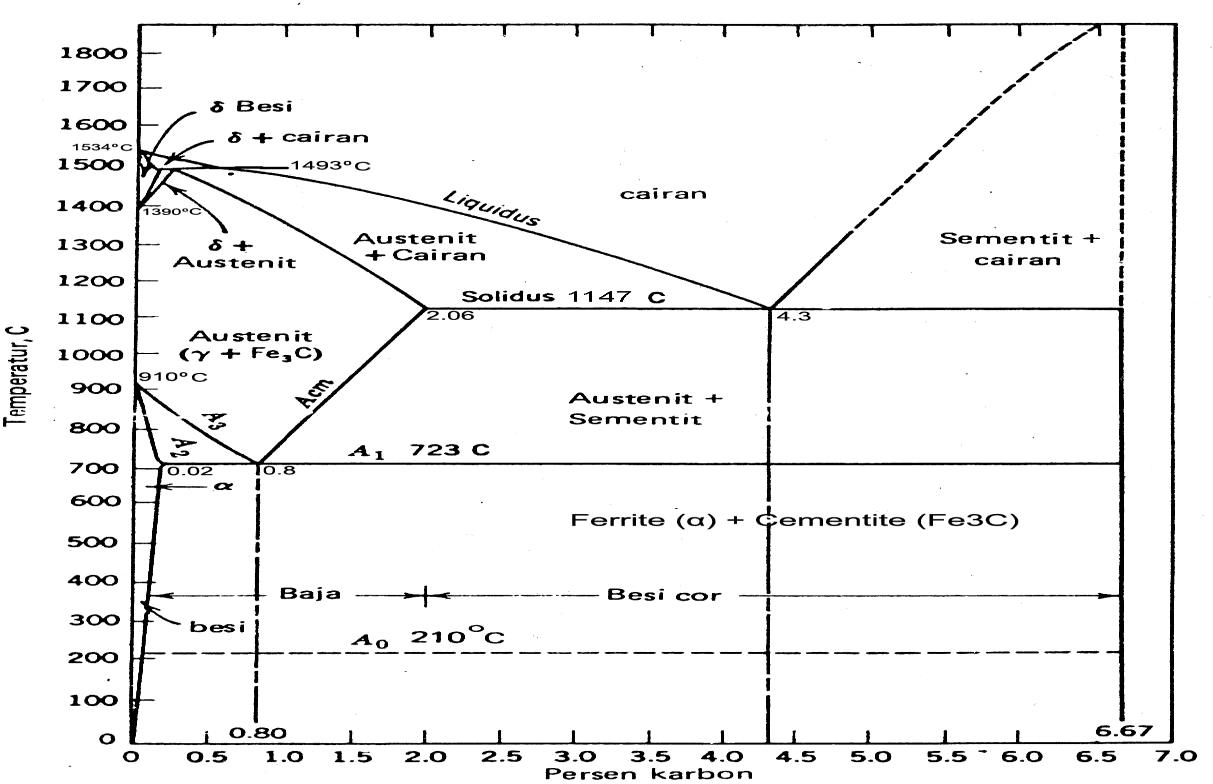 1800
1700
1600
1500
1400
1300
1200
1100
1000
900
800
700
600
500
400
300
200
100
0
Temperatur, C
δ Besi
δ + cairan
1534°C
1493°C
1390°C
δ +
Austenit
Liquidus
cairan
Austenit
+ Cairan
Sementit +
cairan
Solidus 1147 C
2.06
4.3
Austenit
(γ + Fe₃C)
910°C
Acm
A₃
A₂
Austenit +
Sementit
A₁ 723 C
0.02
0.8
α
Ferrite (α) + Cementite (Fe3C)
Baja
Besi cor
besi
A₀ 210°C
0.80
6.67
0 0.5 1.0 1.5 2.0 2.5 3.0 3.5 4.0 4.5 5.0 5.5 6.0 6.5 7.0
Persen karbon